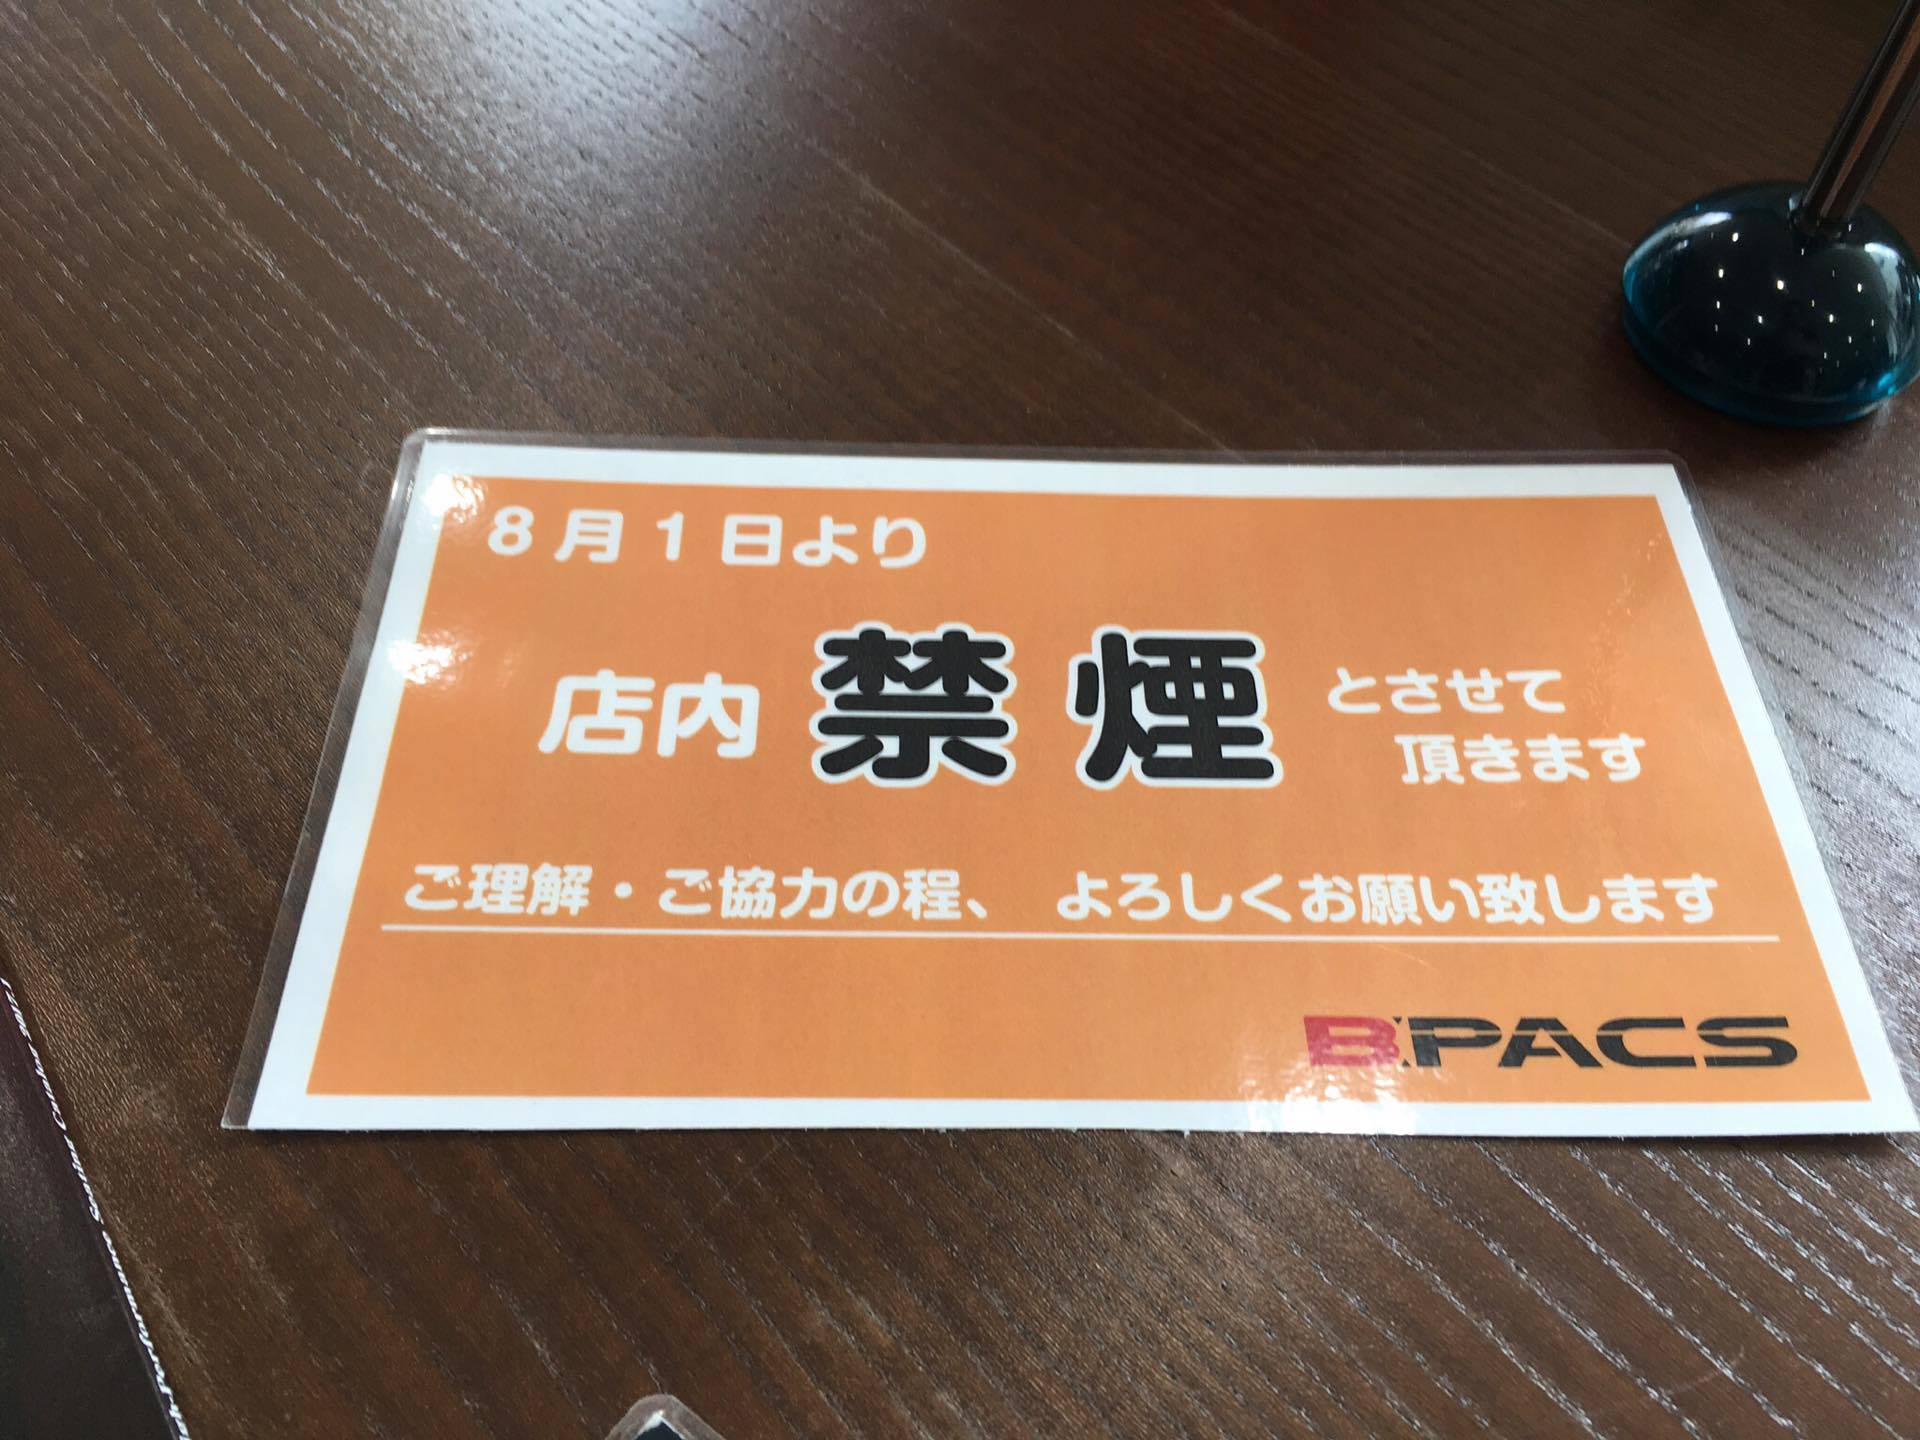 8月1日より
店内 禁煙 とさせて
頂きます
ご理解・ご協力の程、 よろしくお願い致します
B-PACS